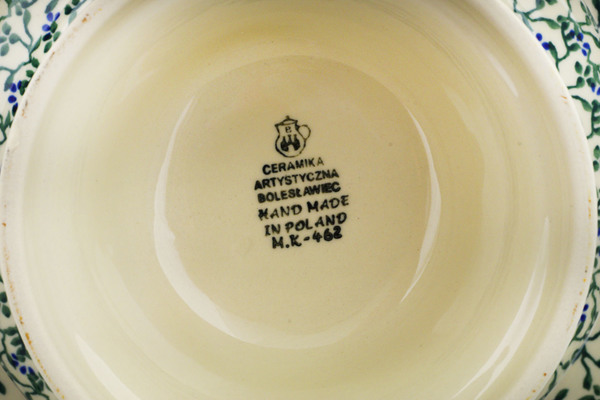 B
CERAMIKA
ARTYSTYCZNA
BOLESŁAWIEC
HAND MADE
IN POLAND
M.K-462